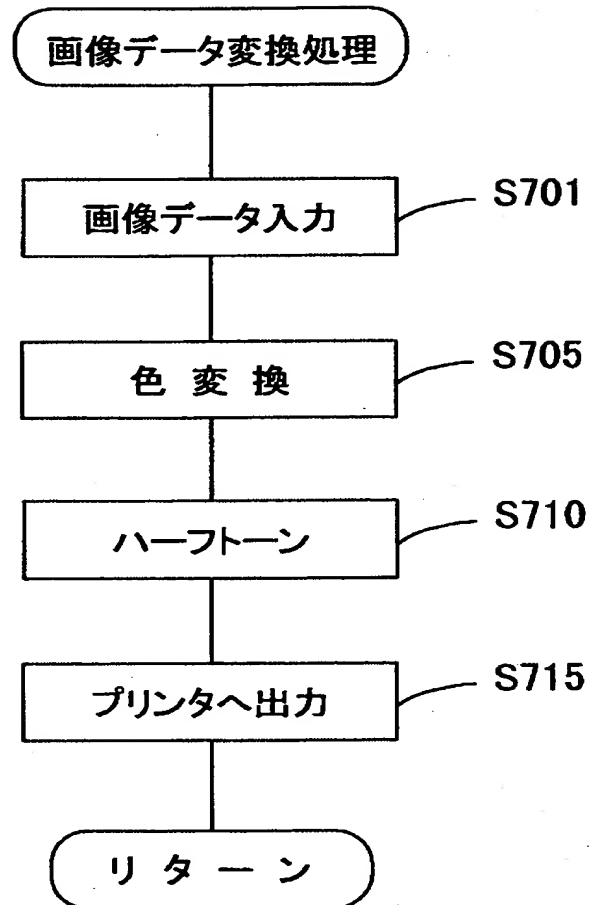 画像データ変換処理
画像データ入力
S701
色 変 換
S705
ハーフトーン
S710
プリンタへ出力
S715
リ タ ー ン